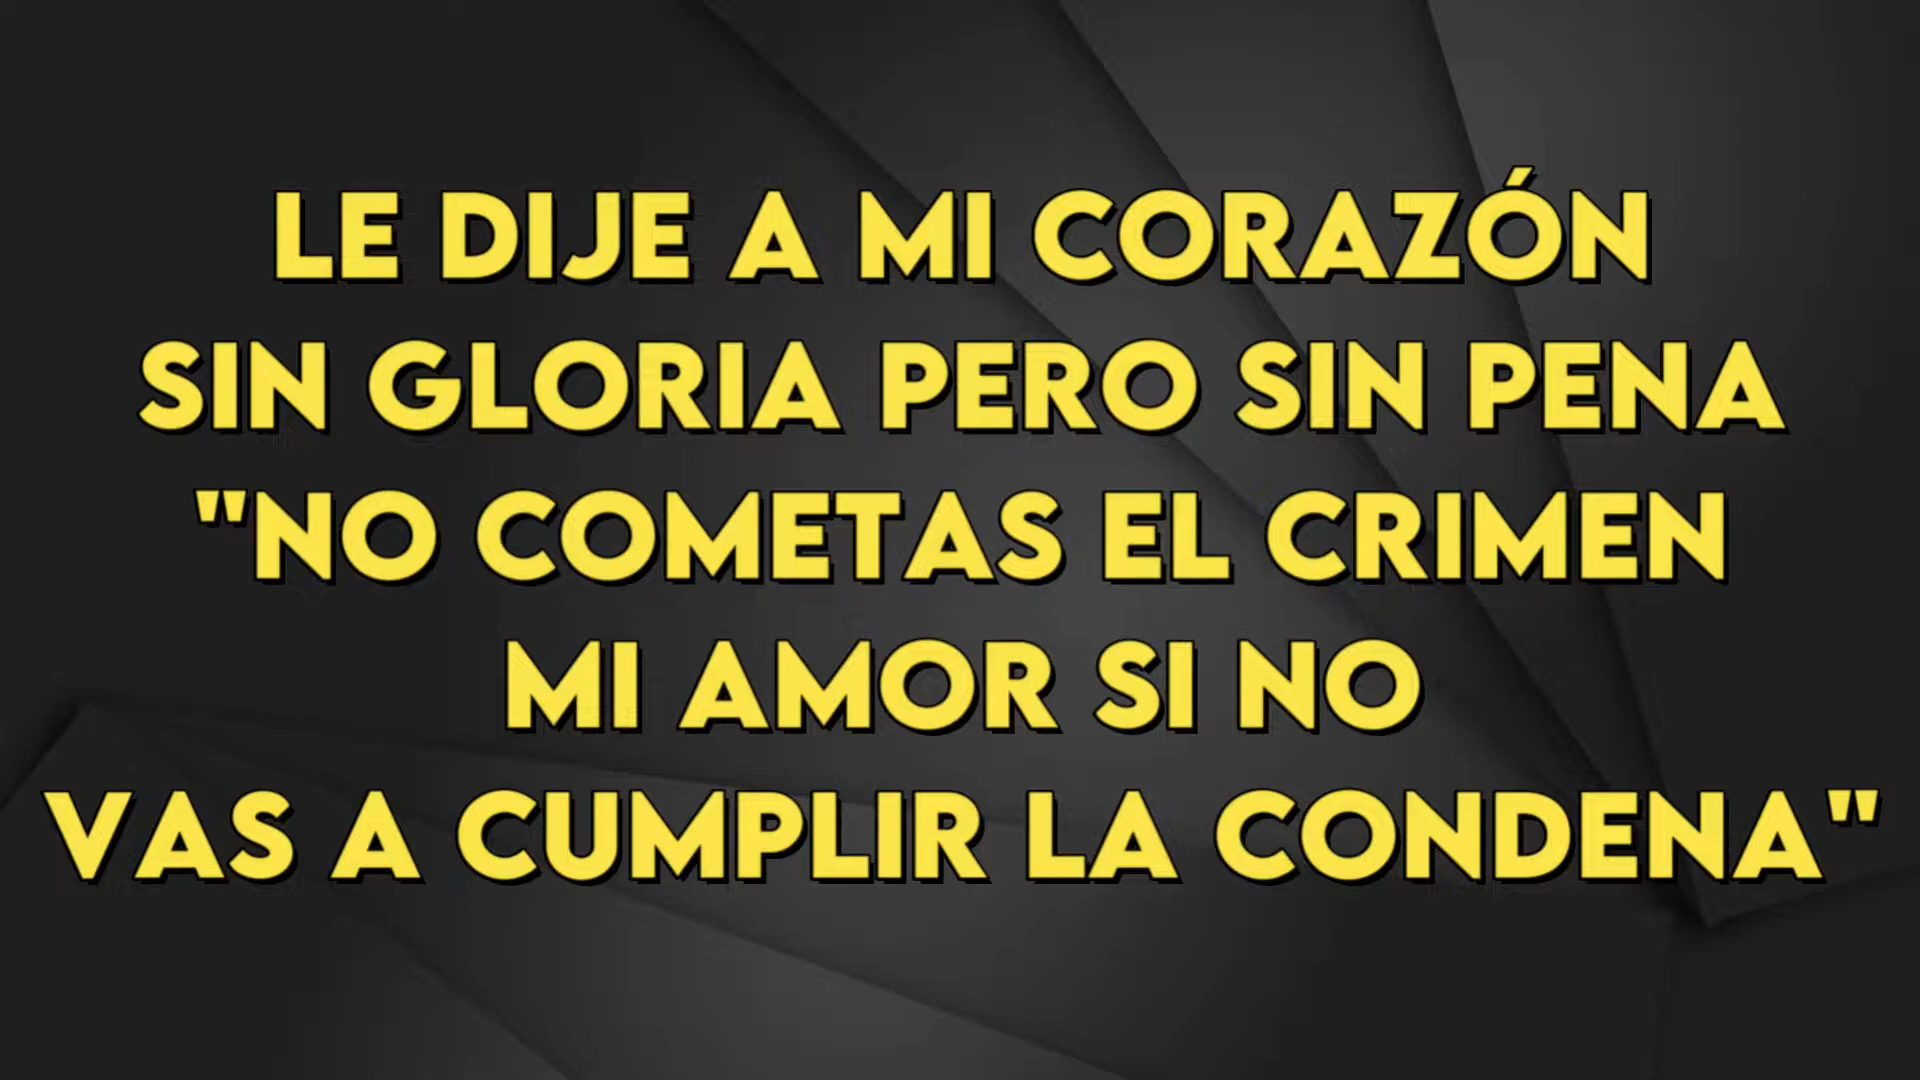 LE DIJE A MI CORAZÓN
SIN GLORIA PERO SIN PENA
"NO COMETAS EL CRIMEN
MI AMOR SI NO
VAS A CUMPLIR LA CONDENA"